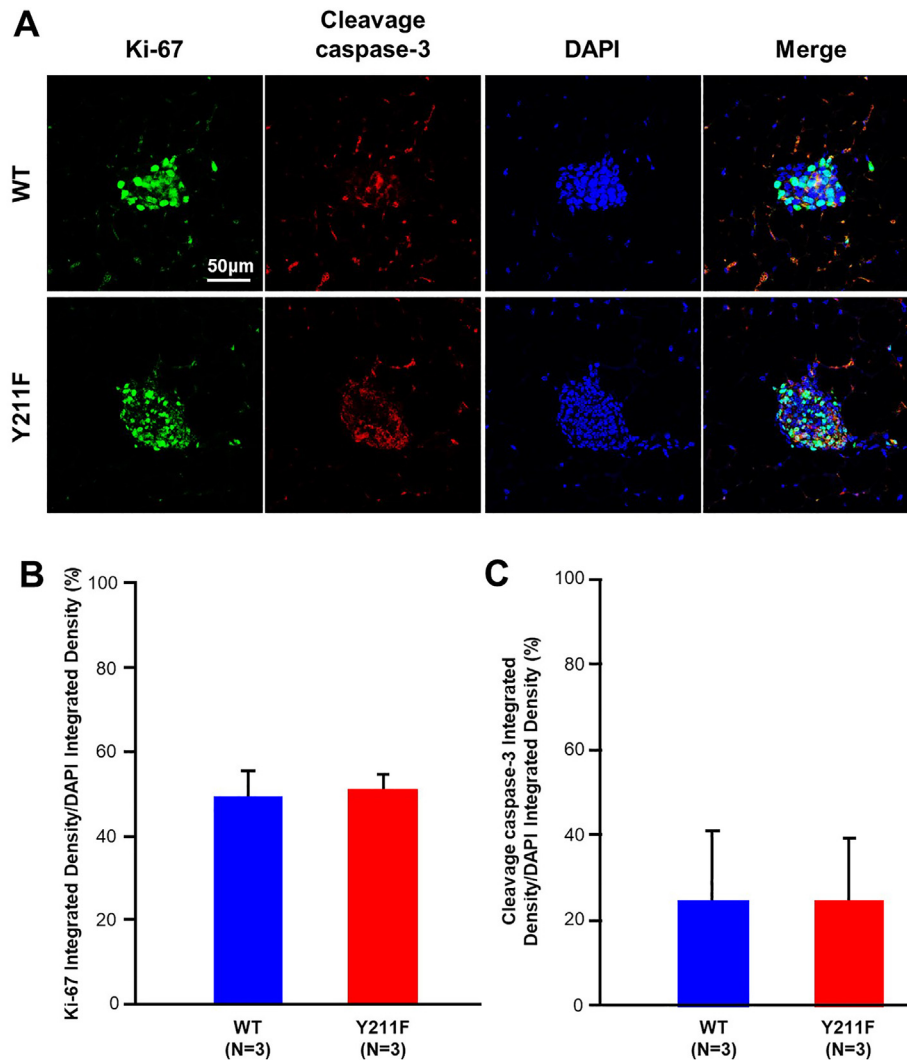 A
Ki-67
Cleavage
caspase-3
DAPI
Merge
WT
50µm
Y211F
B
Ki-67 Integrated Density/DAPI Integrated Density (%)
100
80
60
40
20
0
WT
(N=3)
Y211F
(N=3)
C
Cleavage caspase-3 Integrated
Density/DAPI Integrated Density (%)
100
80
60
40
20
0
WT
(N=3)
Y211F
(N=3)